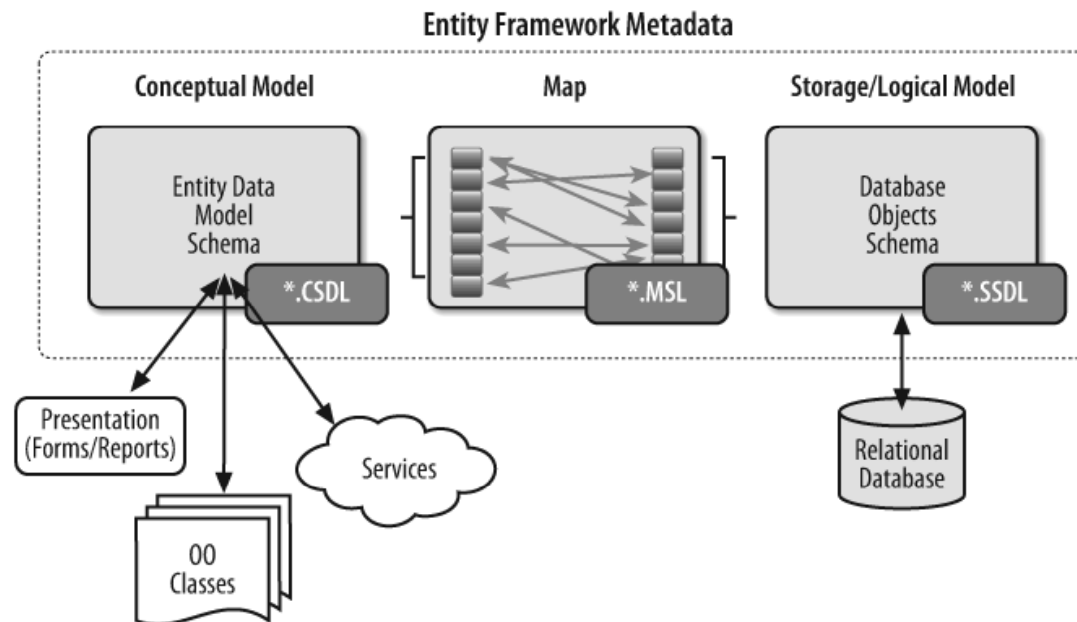 Entity Framework Metadata
Conceptual Model
Map
Storage/Logical Model
Entity Data
Model
Schema
*.CSDL
*.MSL
Database
Objects
Schema
*.SSDL
Presentation
(Forms/Reports)
Services
OO
Classes
Relational
Database